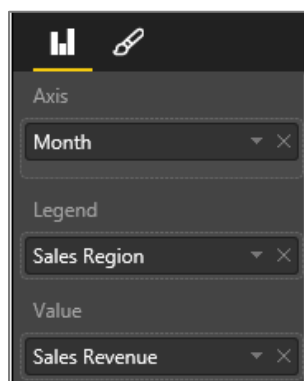 Axis
Month
Legend
Sales Region
Value
Sales Revenue